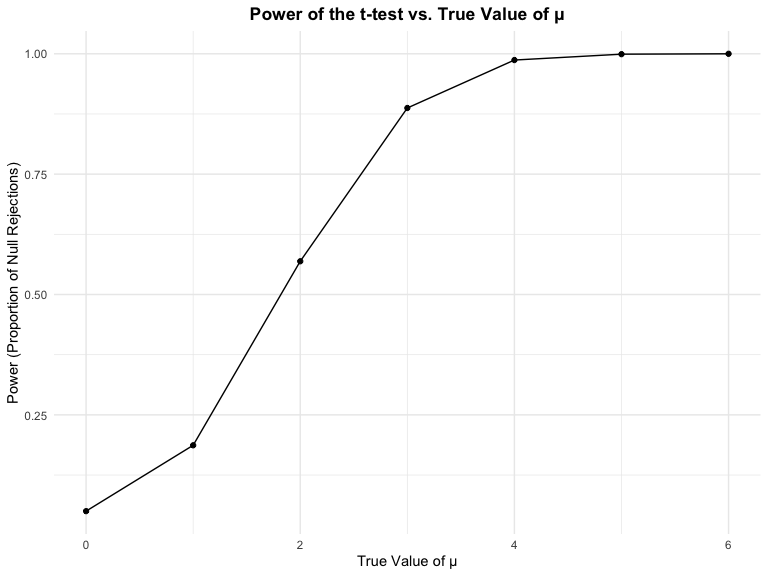 Power of the t-test vs. True Value of μ
Power (Proportion of Null Rejections)
1.00
0.75
0.50
0.25
0 2 4 6
True Value of μ